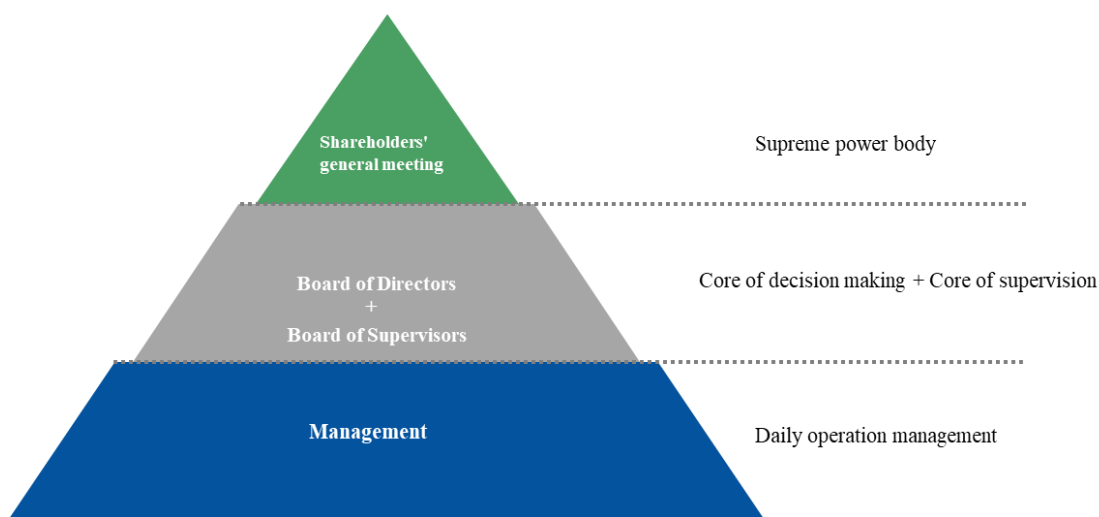 Shareholders'
general meeting
Supreme power body
Board of Directors
+
Board of Supervisors
Core of decision making + Core of supervision
Management
Daily operation management